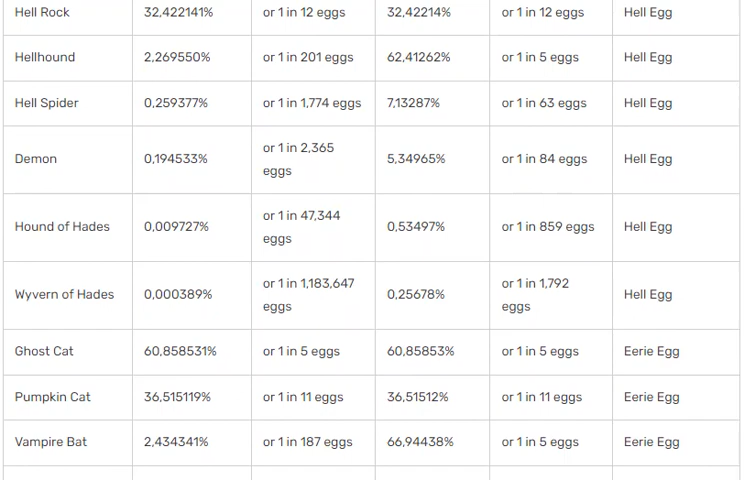 Hell Rock 32,422141% or 1 in 12 eggs 32,42214% or 1 in 12 eggs Hell Egg
Hellhound 2,269550% or 1 in 201 eggs 62,41262% or 1 in 5 eggs Hell Egg
Hell Spider 0,259377% or 1 in 1,774 eggs 7,13287% or 1 in 63 eggs Hell Egg
Demon 0,194533% or 1 in 2,365 eggs 5,34965% or 1 in 84 eggs Hell Egg
Hound of Hades 0,009727% or 1 in 47,344 eggs 0,53497% or 1 in 859 eggs Hell Egg
Wyvern of Hades 0,000389% or 1 in 1,183,647 eggs 0,25678% or 1 in 1,792 eggs Hell Egg
Ghost Cat 60,858531% or 1 in 5 eggs 60,85853% or 1 in 5 eggs Eerie Egg
Pumpkin Cat 36,515119% or 1 in 11 eggs 36,51512% or 1 in 11 eggs Eerie Egg
Vampire Bat 2,434341% or 1 in 187 eggs 66,94438% or 1 in 5 eggs Eerie Egg